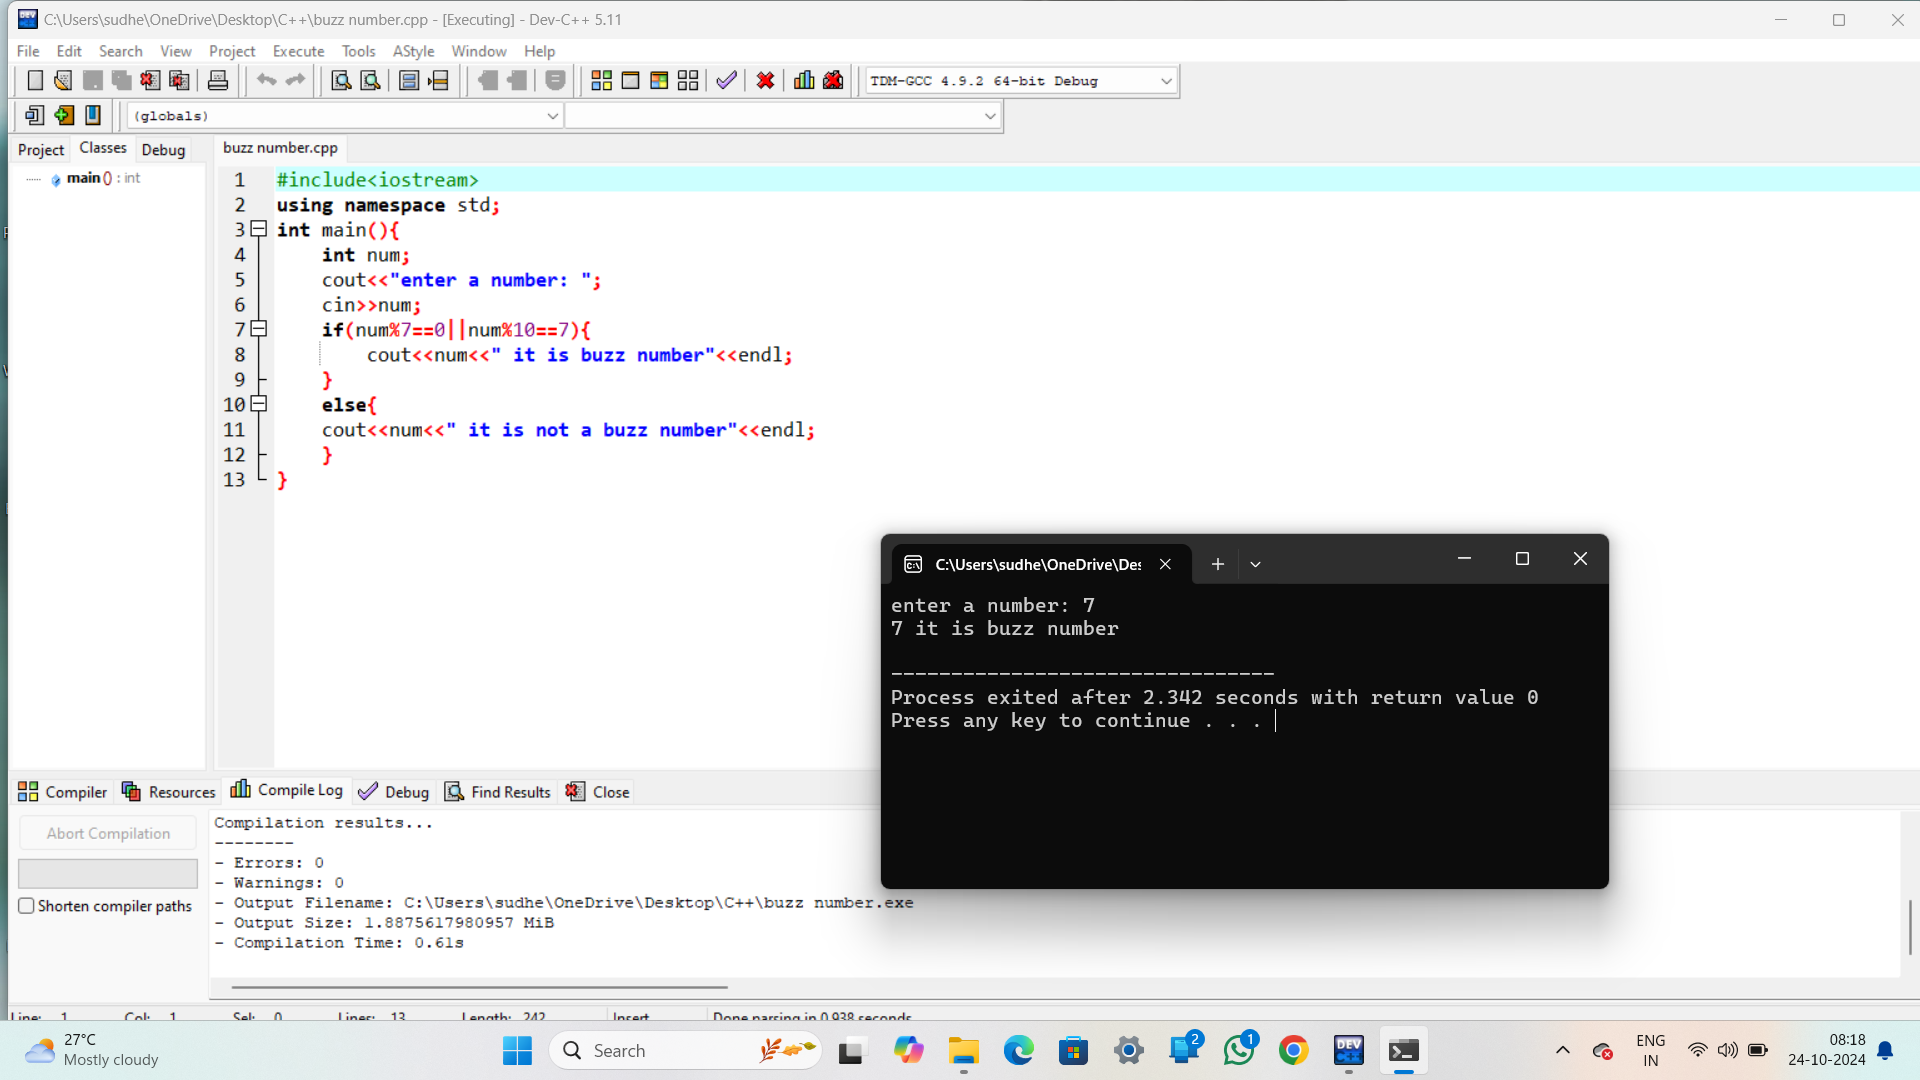 C:\Users\sudhe\OneDrive\Desktop\C++\buzz number.cpp - [Executing] - Dev-C++ 5.11
File Edit Search View Project Execute Tools AStyle Window Help
TDM-GCC 4.9.2 64-bit Debug
(globals)
Project Classes Debug
buzz number.cpp
main () : int
1 #include<iostream>
2 using namespace std;
3 int main(){
4 int num;
5 cout<<"enter a number: ";
6 cin>>num;
7 if(num%7==0||num%10==7){
8 cout<<num<<" it is buzz number"<<endl;
9 }
10 else{
11 cout<<num<<" it is not a buzz number"<<endl;
12 }
13 }
C:\Users\sudhe\OneDrive\Des
enter a number: 7
7 it is buzz number
--------------------------------
Process exited after 2.342 seconds with return value 0
Press any key to continue . . .
Compiler Resources Compile Log Debug Find Results Close
Abort Compilation
Shorten compiler paths
Compilation results...
--------
- Errors: 0
- Warnings: 0
- Output Filename: C:\Users\sudhe\OneDrive\Desktop\C++\buzz number.exe
- Output Size: 1.8875617980957 MiB
- Compilation Time: 0.61s
Line: 1 Col: 1 Sel: 0 Lines: 13 Length: 242 Insert Done parsing in 0.938 seconds
27°C
Mostly cloudy
Search
DEV
2
1
ENG
IN
08:18
24-10-2024